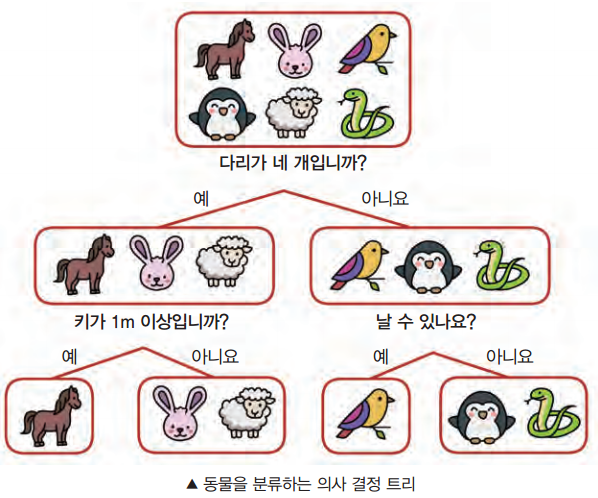 다리가 네 개입니까?
예
아니요
키가 1m 이상입니까?
날 수 있나요?
예
아니요
예
아니요
▲ 동물을 분류하는 의사 결정 트리